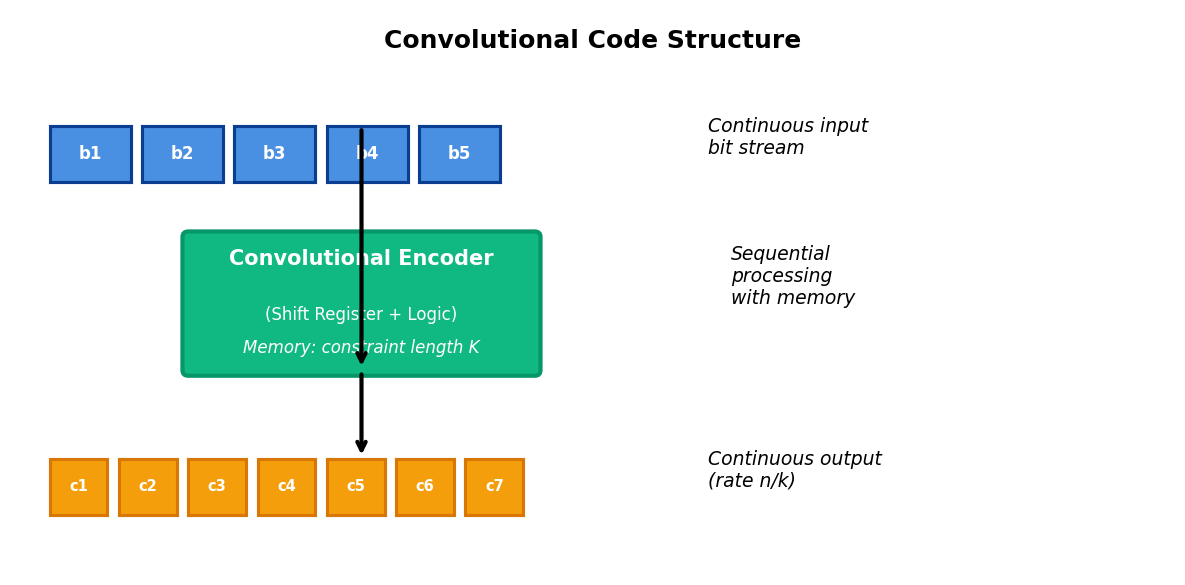 Convolutional Code Structure
b1 b2 b3 b4 b5
Continuous input
bit stream
Convolutional Encoder
(Shift Register + Logic)
Memory: constraint length K
Sequential
processing
with memory
c1 c2 c3 c4 c5 c6 c7
Continuous output
(rate n/k)